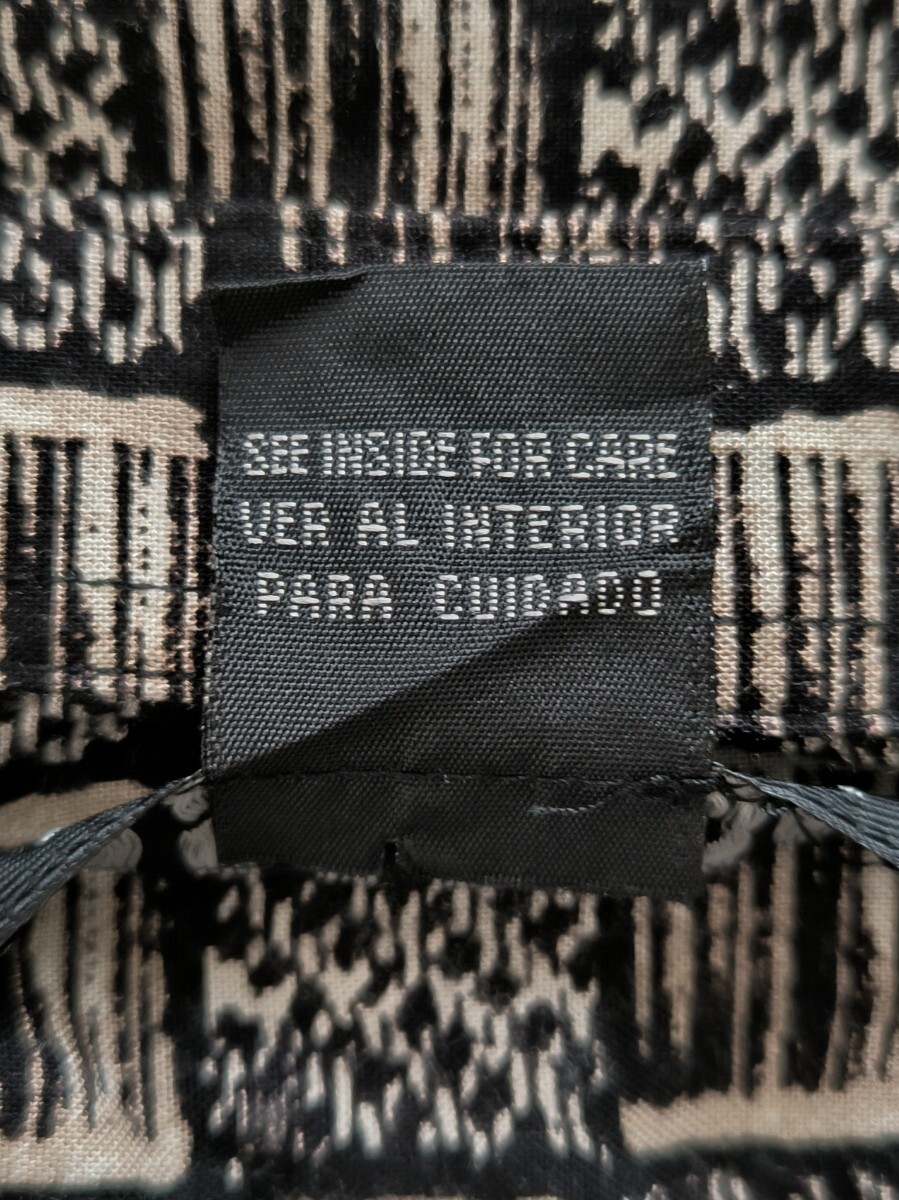 SEE INSIDE FOR CARE
VER AL INTERIOR
PARA CUIDADO